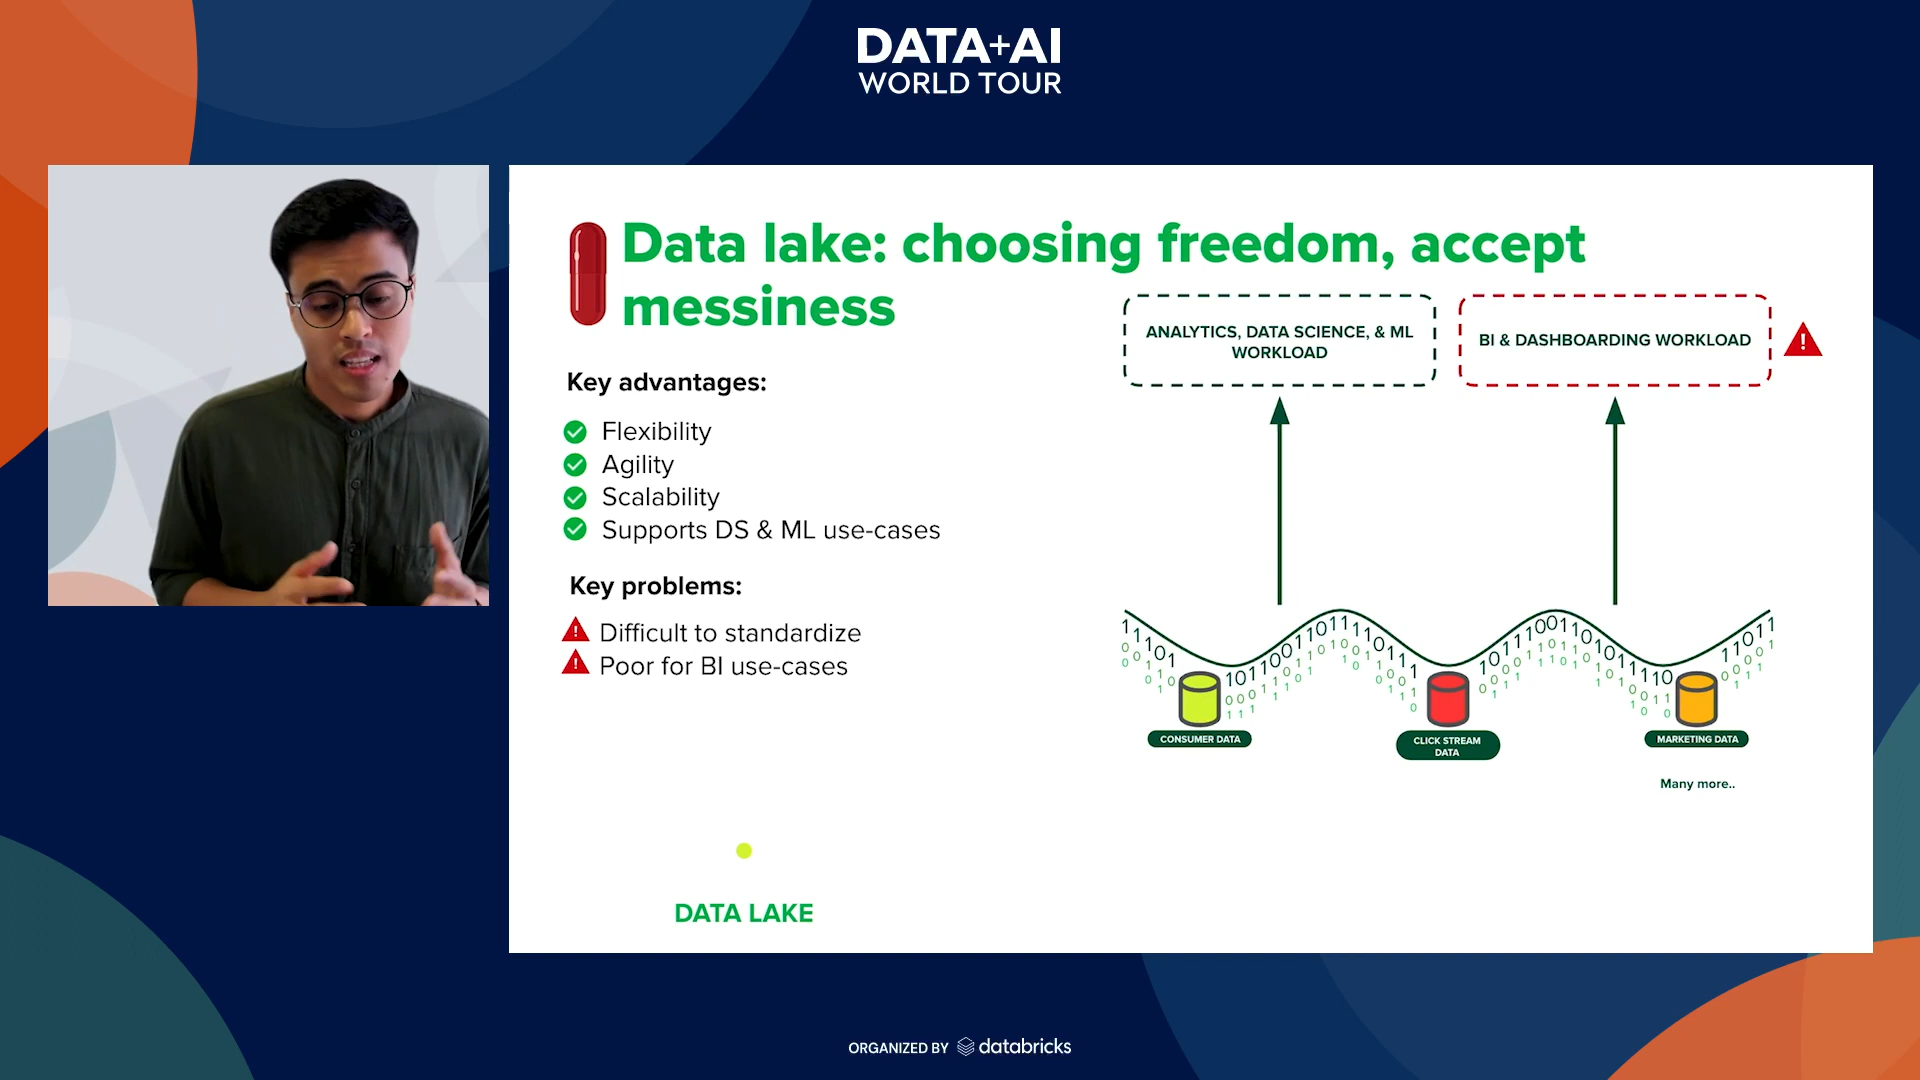 DATA+AI
WORLD TOUR
Data lake: choosing freedom, accept
messiness
Key advantages:
Flexibility
Agility
Scalability
Supports DS & ML use-cases
Key problems:
Difficult to standardize
Poor for BI use-cases
DATA LAKE
ANALYTICS, DATA SCIENCE, & ML
WORKLOAD
BI & DASHBOARDING WORKLOAD
CONSUMER DATA
CLICK STREAM
DATA
MARKETING DATA
Many more..
ORGANIZED BY databricks